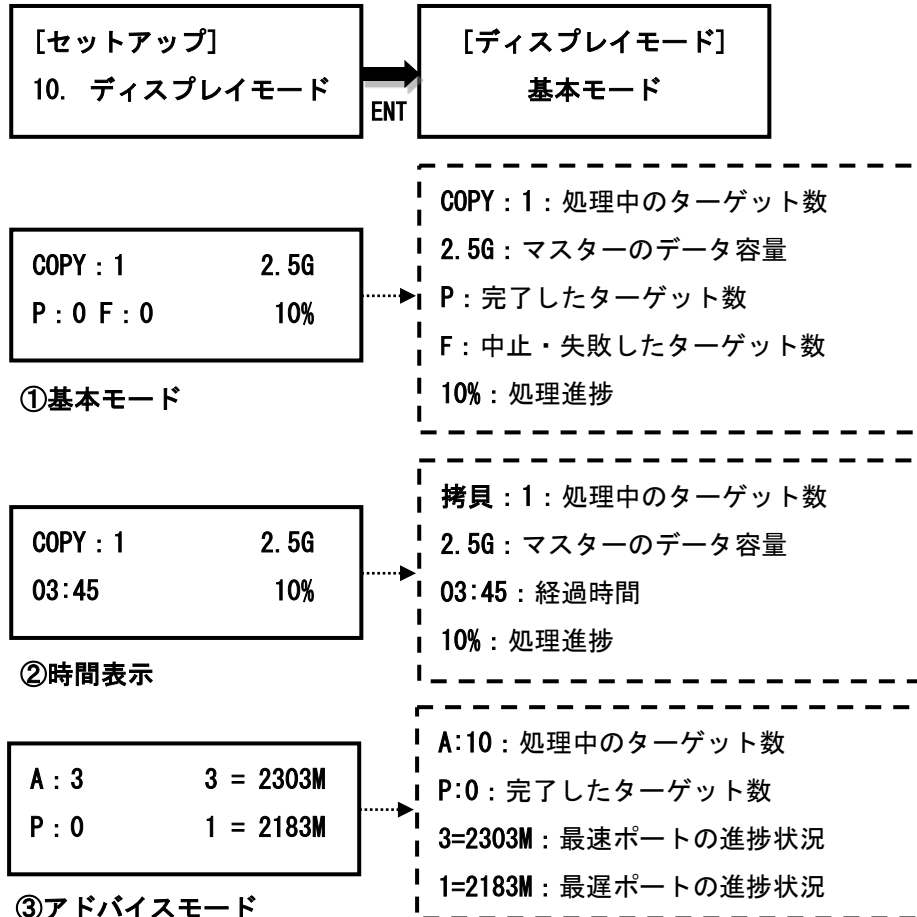 [セットアップ]
10. ディスプレイモード
ENT
[ディスプレイモード]
基本モード
COPY：1 2.5G
P：0 F：0 10%
①基本モード
COPY：1：処理中のターゲット数
2.5G：マスターのデータ容量
P：完了したターゲット数
F：中止・失敗したターゲット数
10%：処理進捗
COPY：1 2.5G
03:45 10%
②時間表示
拷貝：1：処理中のターゲット数
2.5G：マスターのデータ容量
03:45：経過時間
10%：処理進捗
A：3 3 = 2303M
P：0 1 = 2183M
③アドバイスモード
A:10：処理中のターゲット数
P:0：完了したターゲット数
3=2303M：最速ポートの進捗状況
1=2183M：最遅ポートの進捗状況